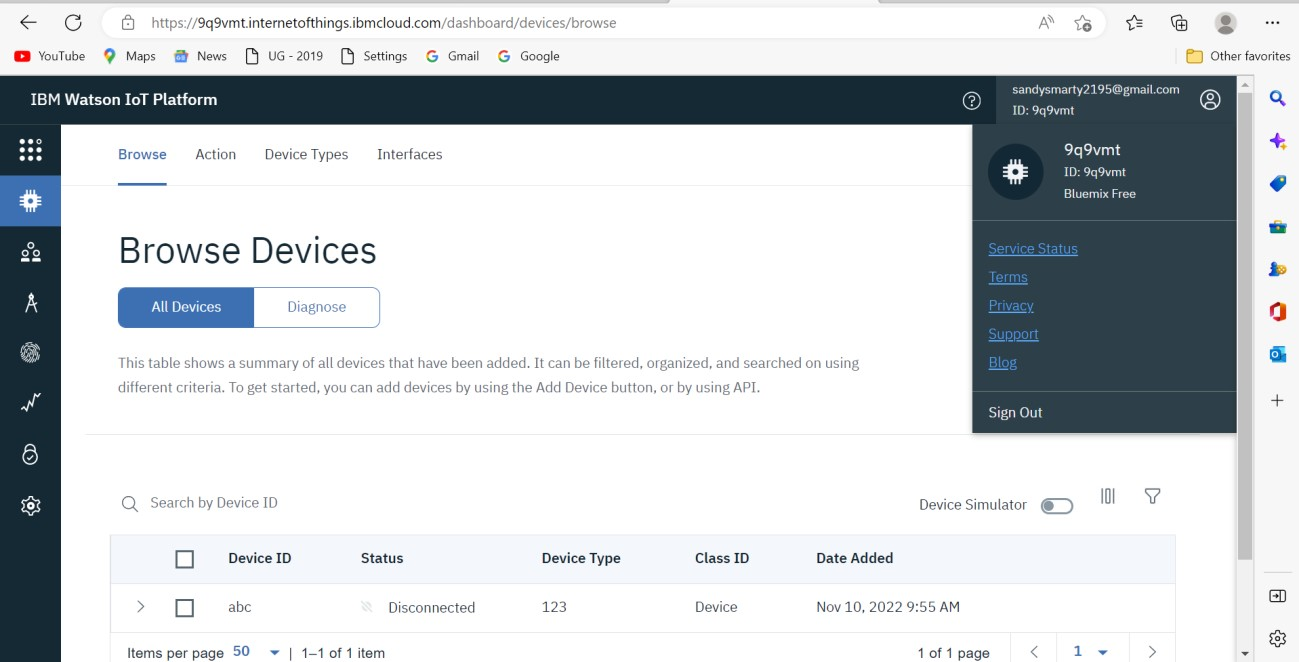 https://9q9vmt.internetofthings.ibmcloud.com/dashboard/devices/browse
YouTube Maps News UG - 2019 Settings Gmail Google Other favorites
IBM Watson IoT Platform
sandysmarty2195@gmail.com
ID: 9q9vmt
Browse Action Device Types Interfaces
9q9vmt
ID: 9q9vmt
Bluemix Free
Service Status
Terms
Privacy
Support
Blog
Sign Out
Browse Devices
All Devices Diagnose
This table shows a summary of all devices that have been added. It can be filtered, organized, and searched on using
different criteria. To get started, you can add devices by using the Add Device button, or by using API.
Search by Device ID Device Simulator
Device ID Status Device Type Class ID Date Added
abc Disconnected 123 Device Nov 10, 2022 9:55 AM
Items per page 50 | 1–1 of 1 item 1 of 1 page 1